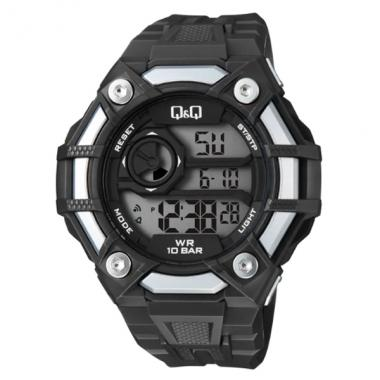 Q&Q
RESET
ST/STP
SU
6-10
12:38 28
MODE
LIGHT
WR
10 BAR